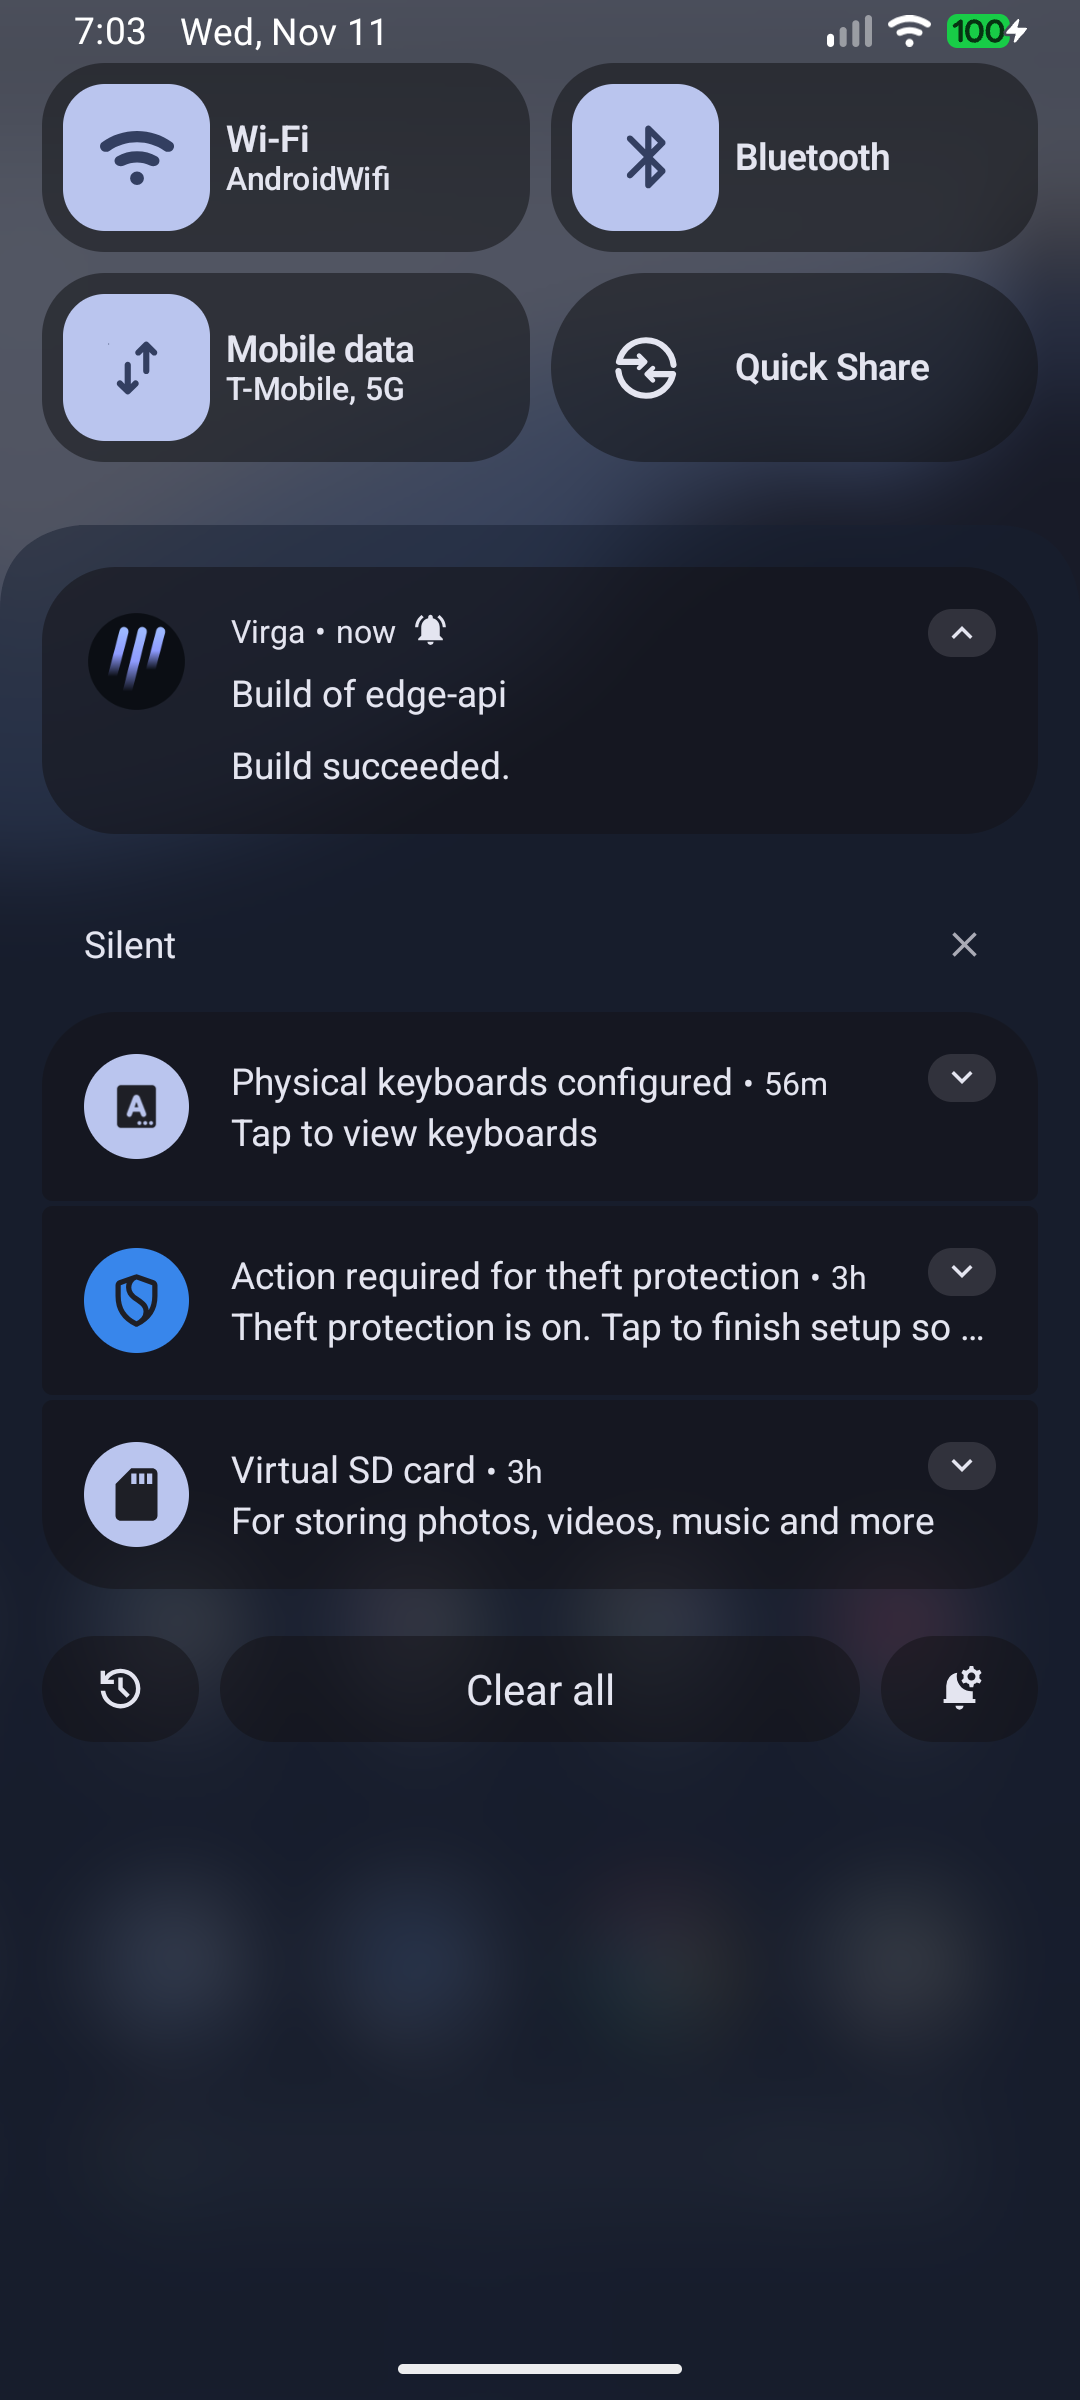 7:03 Wed, Nov 11
100
Wi-Fi
AndroidWifi
Bluetooth
Mobile data
T-Mobile, 5G
Quick Share
Virga • now
Build of edge-api
Build succeeded.
Silent
Physical keyboards configured • 56m
Tap to view keyboards
Action required for theft protection • 3h
Theft protection is on. Tap to finish setup so ...
Virtual SD card • 3h
For storing photos, videos, music and more
Clear all